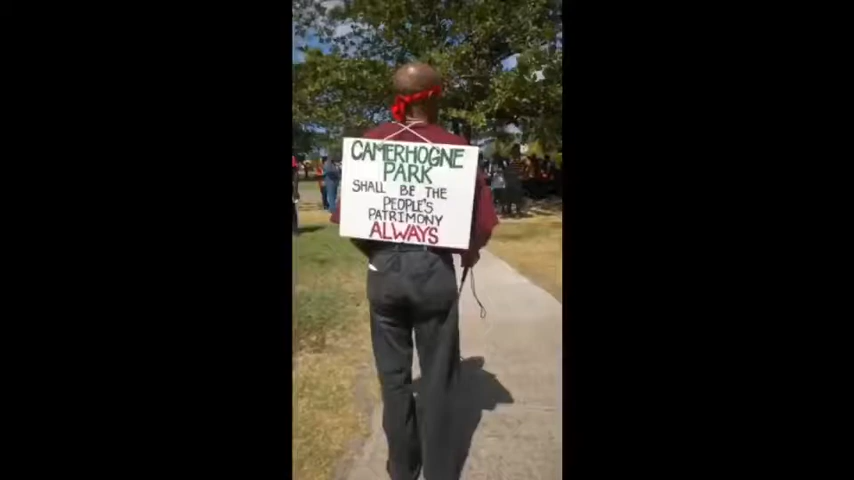 CAMERHOGNE
PARK
SHALL BE THE
PEOPLE'S
PATRIMONY
ALWAYS